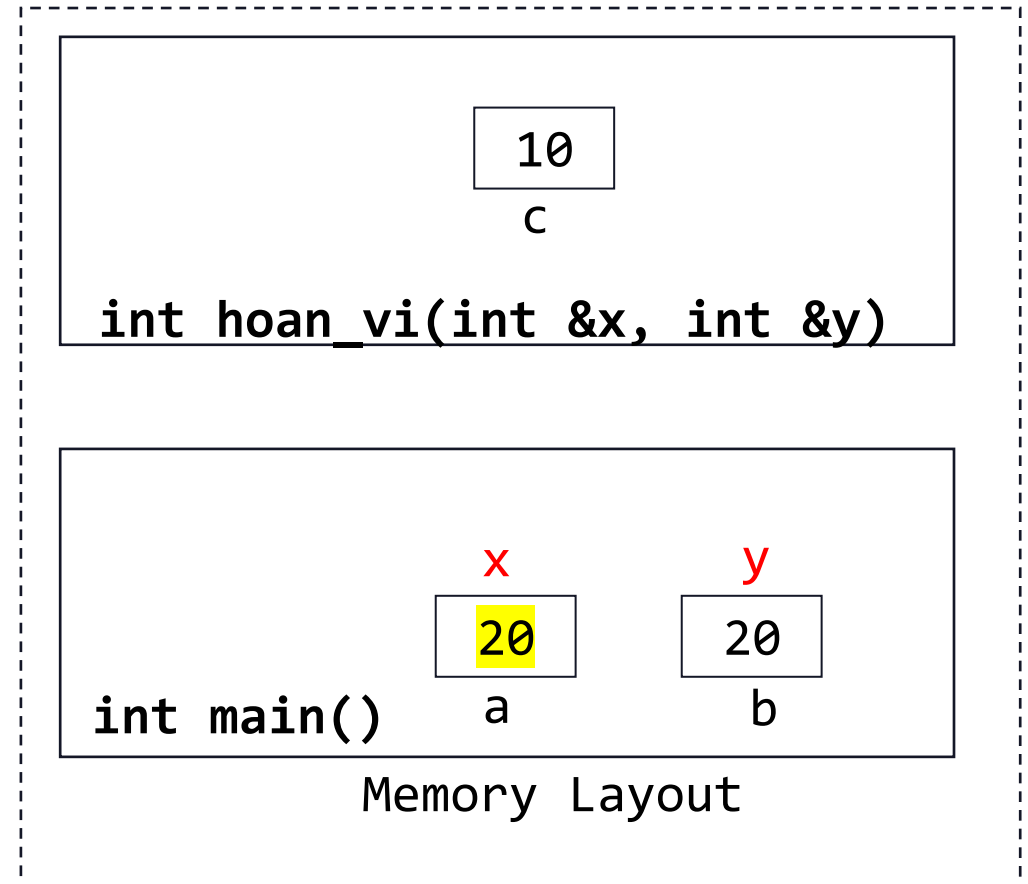 10
c
int hoan_vi(int &x, int &y)
x y
20 20
int main() a b
Memory Layout